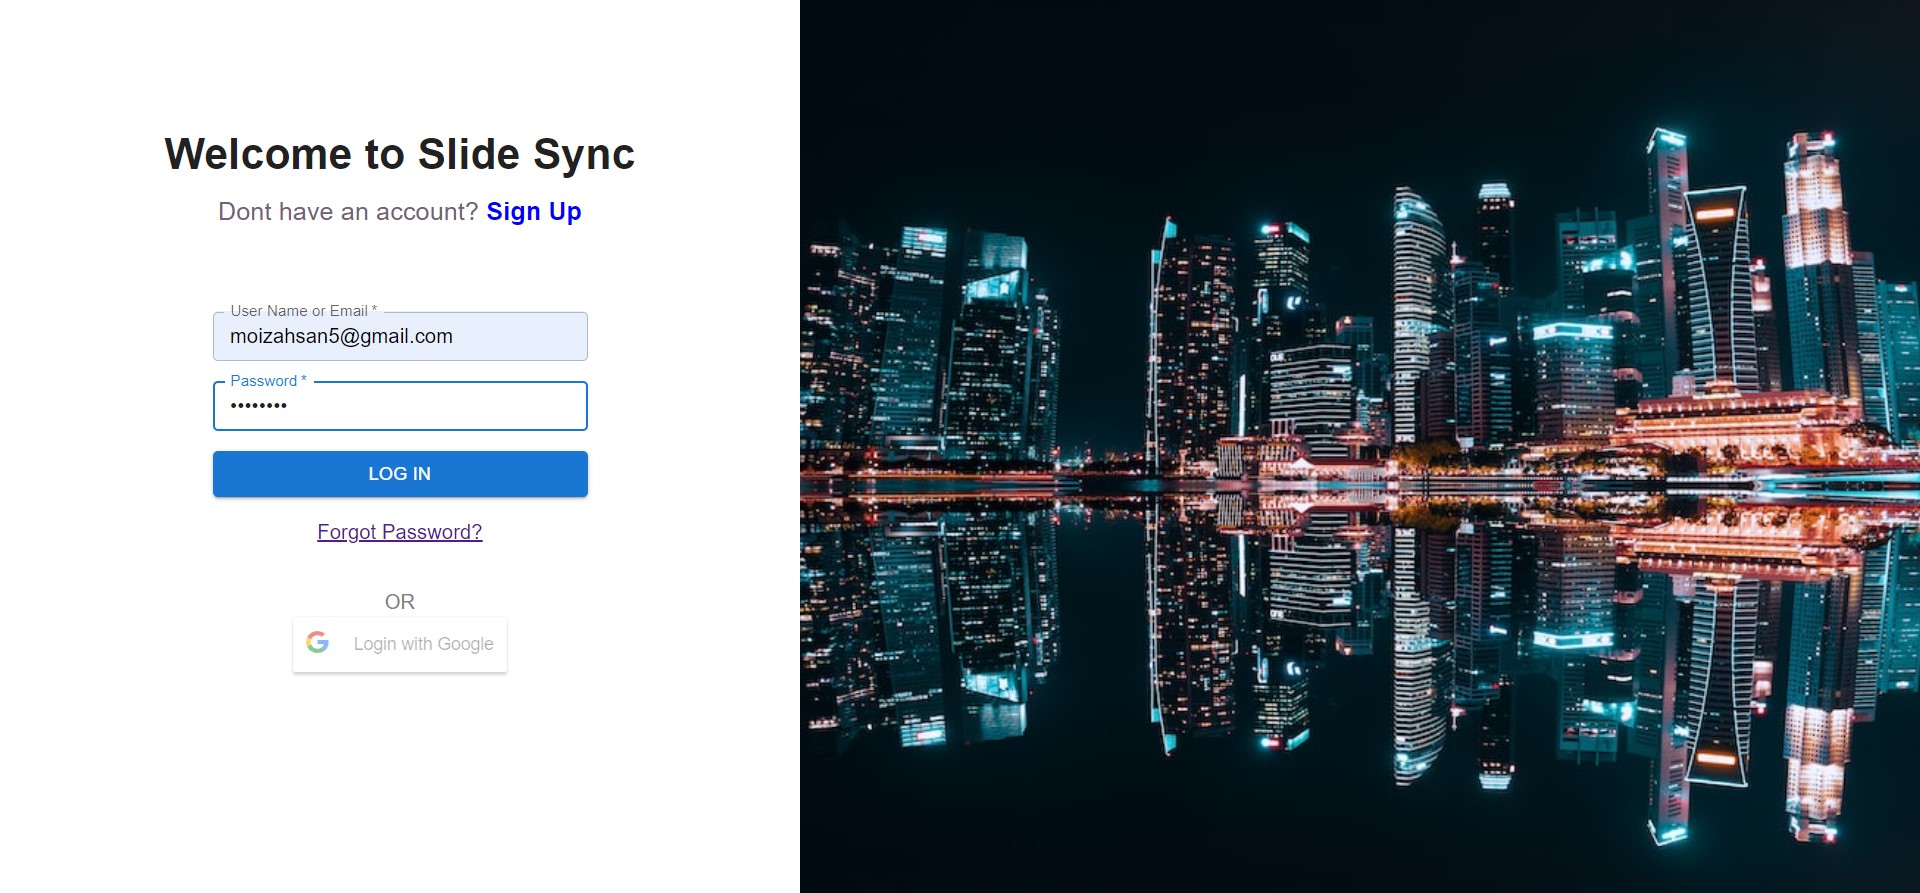 Welcome to Slide Sync
Dont have an account? Sign Up
User Name or Email *
moizahsan5@gmail.com
Password *
••••••••
LOG IN
Forgot Password?
OR
Login with Google